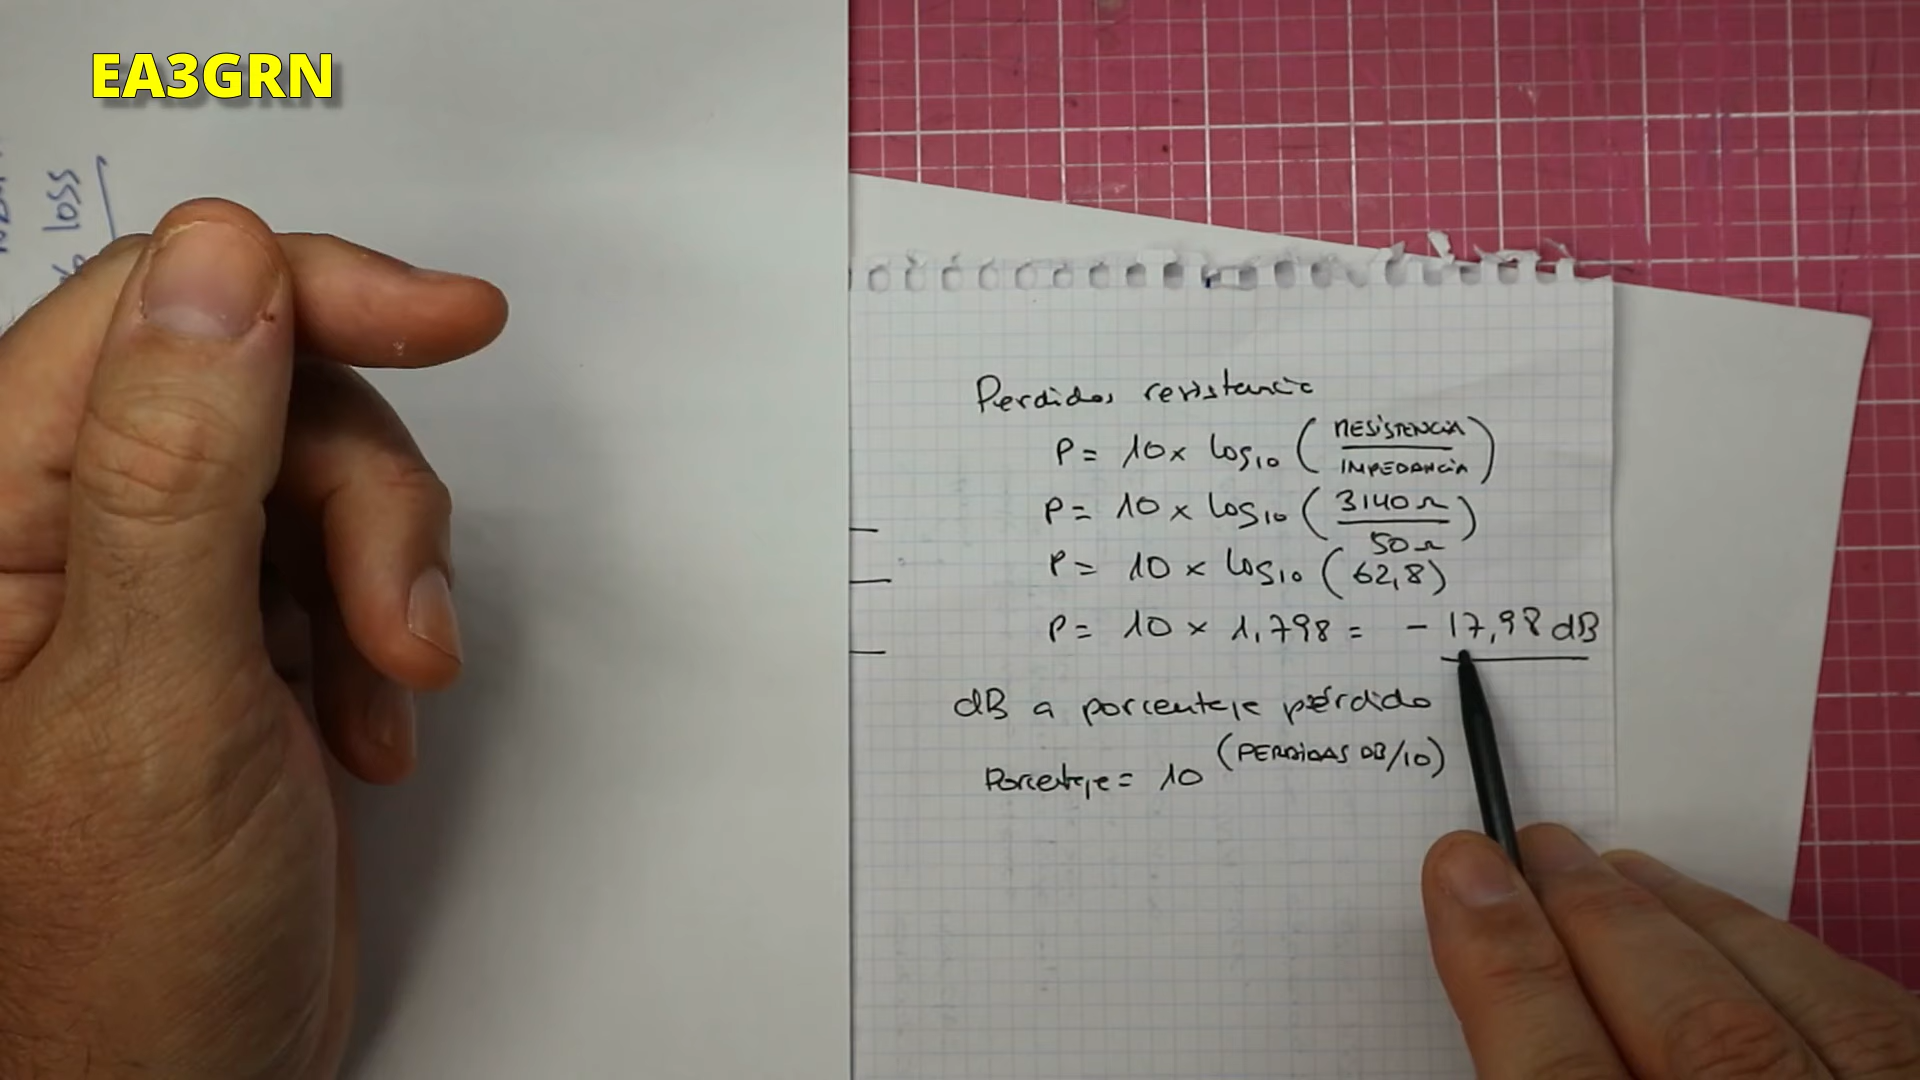 EA3GRN
loss
Perdidas resistencia
P = 10 x log10 (RESISTENCIA / IMPEDANCIA)
P = 10 x log10 (3140 Ω / 50 Ω)
P = 10 x log10 (62,8)
P = 10 x 1,798 = - 17,98 dB
dB a porcentaje pérdido
Porcentaje = 10 (PERDIDAS DB/10)